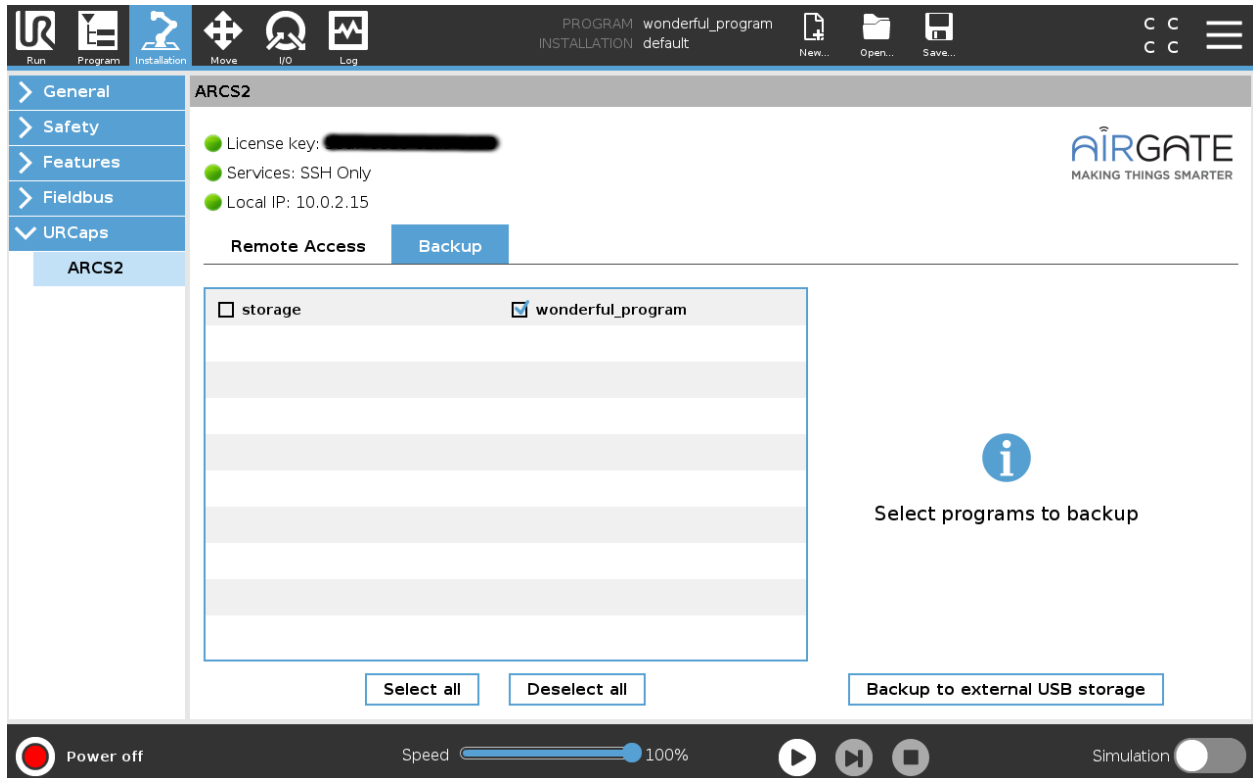 PROGRAM wonderful_program
INSTALLATION default
C C
C C
UR
Run
Program
Installation
Move
I/O
Log
New...
Open...
Save...
General
Safety
Features
Fieldbus
URCaps
ARCS2
ARCS2
License key:
Services: SSH Only
Local IP: 10.0.2.15
AIRGATE
MAKING THINGS SMARTER
Remote Access
Backup
storage
wonderful_program
i
Select programs to backup
Select all
Deselect all
Backup to external USB storage
Power off
Speed
100%
Simulation